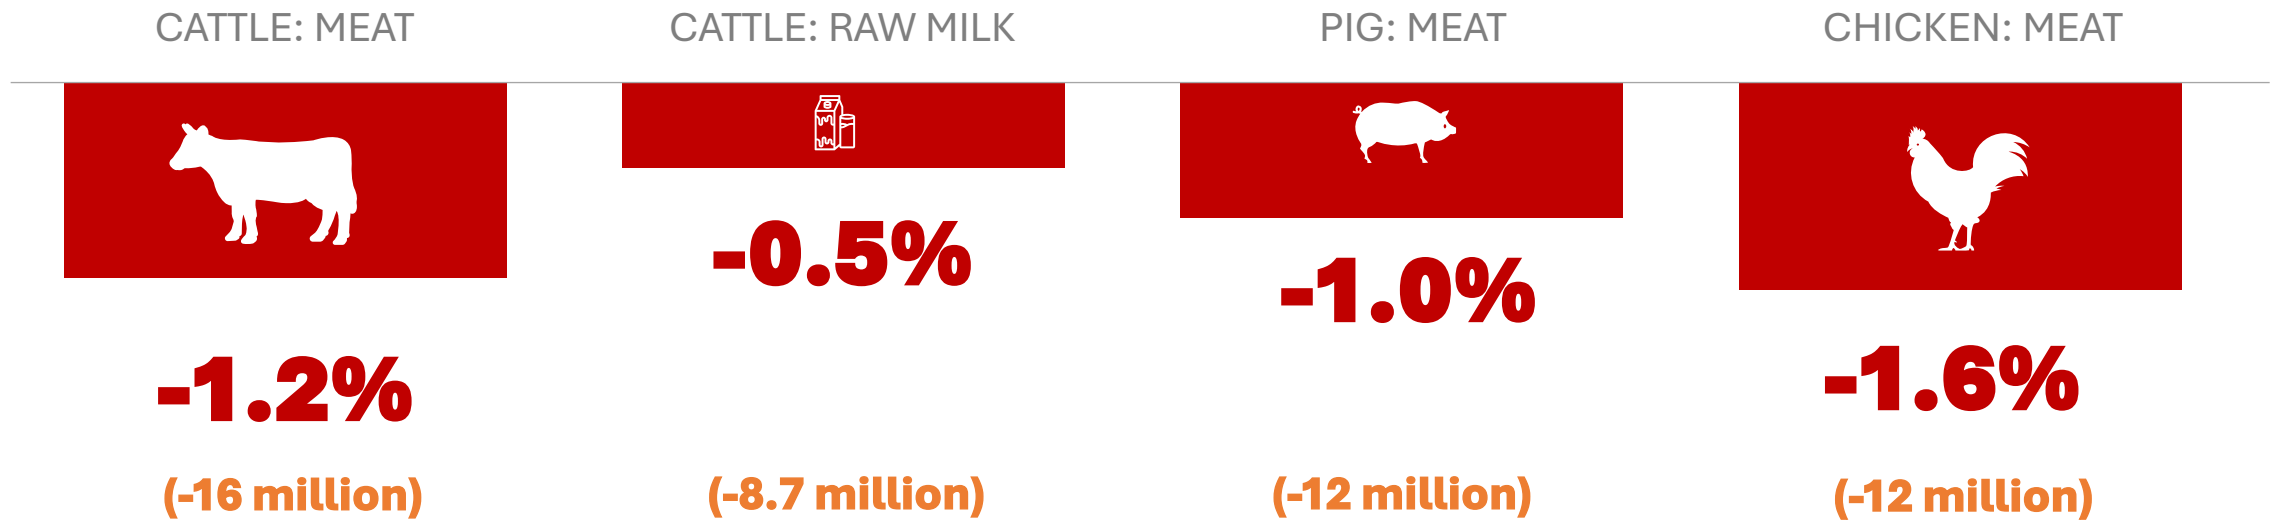 CATTLE: MEAT
CATTLE: RAW MILK
PIG: MEAT
CHICKEN: MEAT
-1.2%
-0.5%
-1.0%
-1.6%
(-16 million)
(-8.7 million)
(-12 million)
(-12 million)